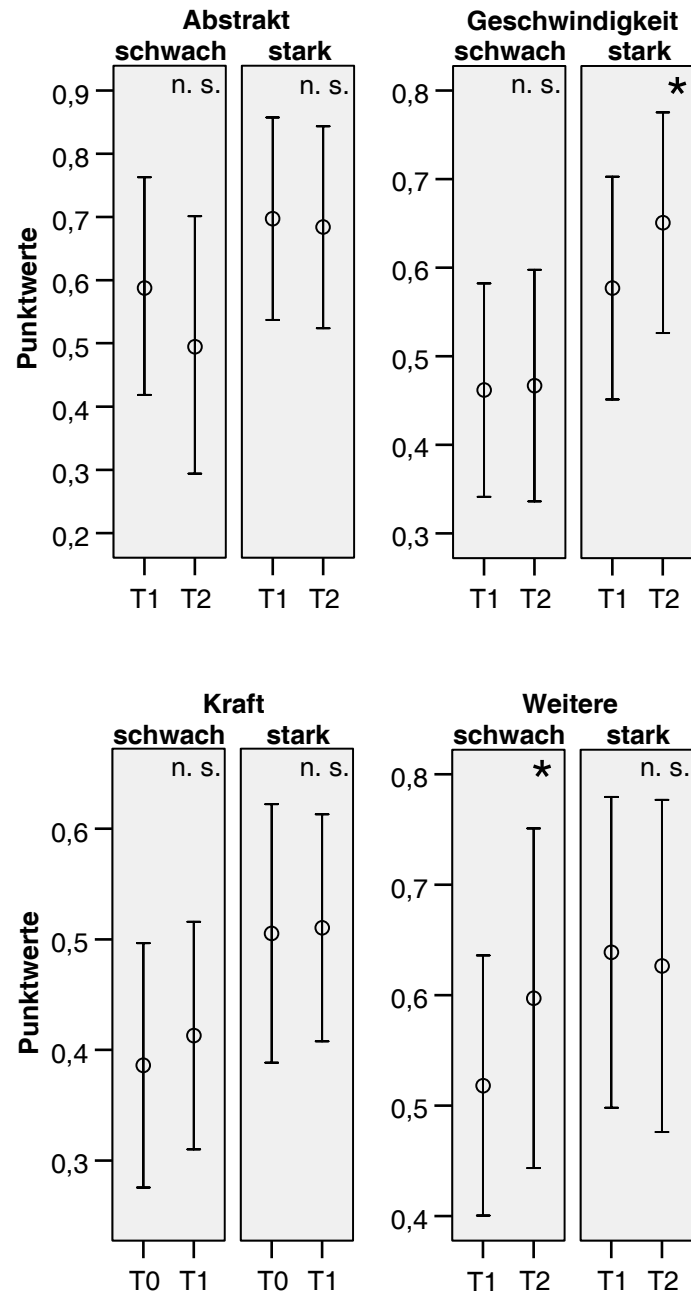 Abstrakt
schwach stark
n. s. n. s.
Punktwerte
0,9
0,8
0,7
0,6
0,5
0,4
0,3
0,2
T1 T2 T1 T2
Geschwindigkeit
schwach stark
n. s. *
0,8
0,7
0,6
0,5
0,4
0,3
T1 T2 T1 T2
Kraft
schwach stark
n. s. n. s.
Punktwerte
0,6
0,5
0,4
0,3
T0 T1 T0 T1
Weitere
schwach stark
* n. s.
0,8
0,7
0,6
0,5
0,4
T1 T2 T1 T2